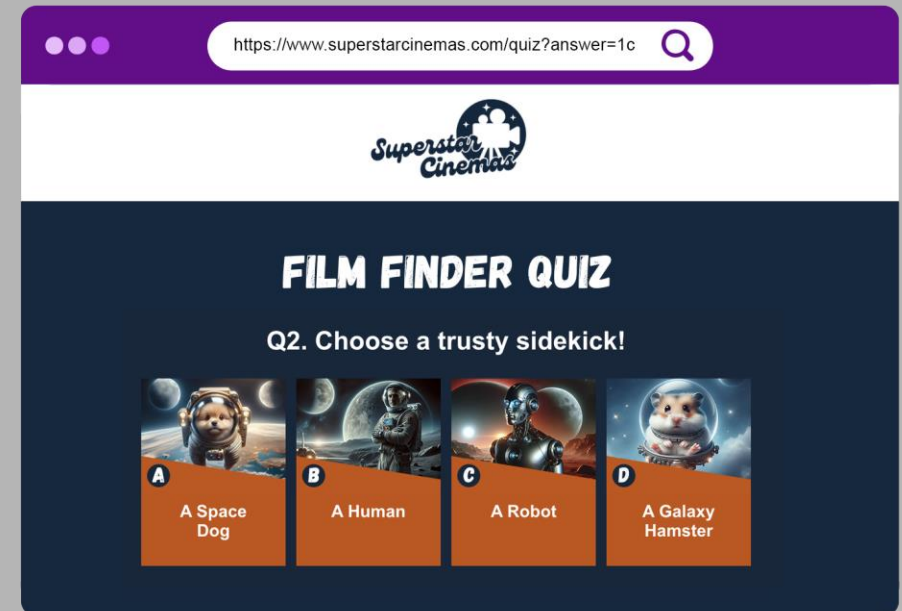 https://www.superstarcinemas.com/quiz?answer=1c
Superstar
Cinemas
FILM FINDER QUIZ
Q2. Choose a trusty sidekick!
A
B
C
D
A Space
Dog
A Human
A Robot
A Galaxy
Hamster